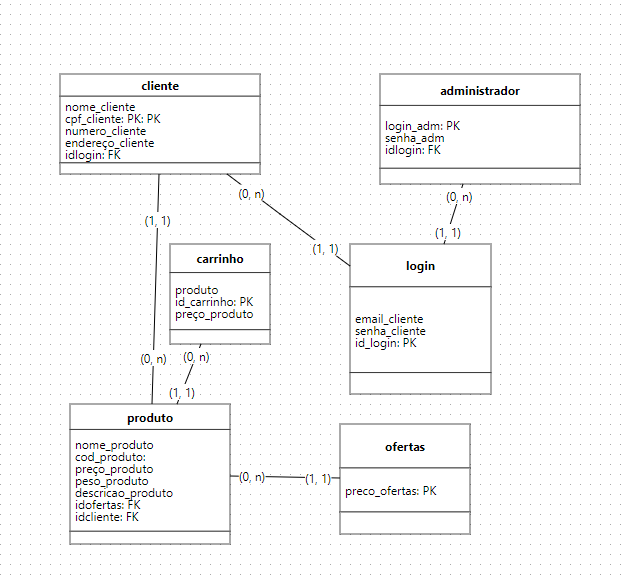 cliente
nome_cliente
cpf_cliente: PK: PK
numero_cliente
endereço_cliente
idlogin: FK
administrador
login_adm: PK
senha_adm
idlogin: FK
(0, n)
(0, n)
(1, 1)
(1, 1)
(1, 1)
carrinho
produto
id_carrinho: PK
preço_produto
login
email_cliente
senha_cliente
id_login: PK
(0, n)
(0, n)
(1, 1)
produto
nome_produto
cod_produto:
preço_produto
peso_produto
descricao_produto
idofertas: FK
idcliente: FK
(0, n)
(1, 1)
ofertas
preco_ofertas: PK